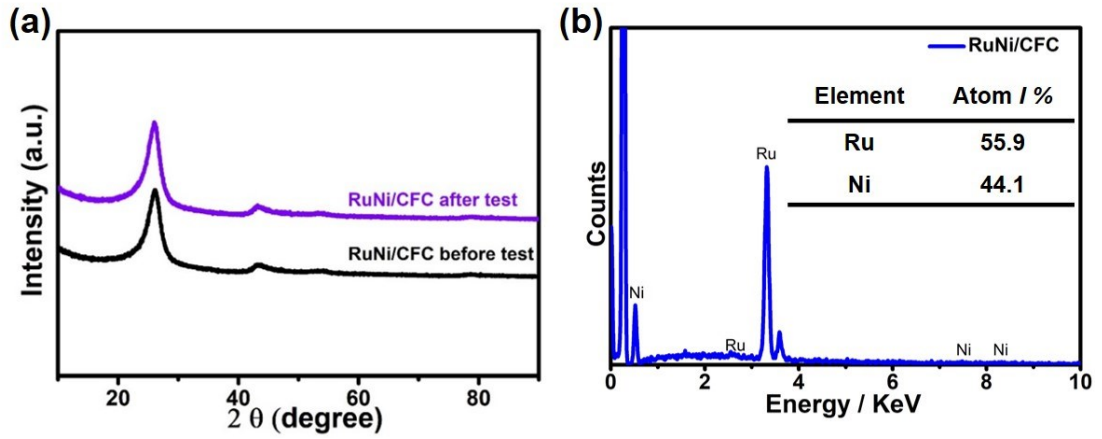 (a)
Intensity (a.u.)
RuNi/CFC after test
RuNi/CFC before test
20
40
60
80
2 θ (degree)
(b)
RuNi/CFC
Element Atom / %
Ru 55.9
Ni 44.1
Counts
Ru
Ni
Ru
Ni
Ni
0
2
4
6
8
10
Energy / KeV